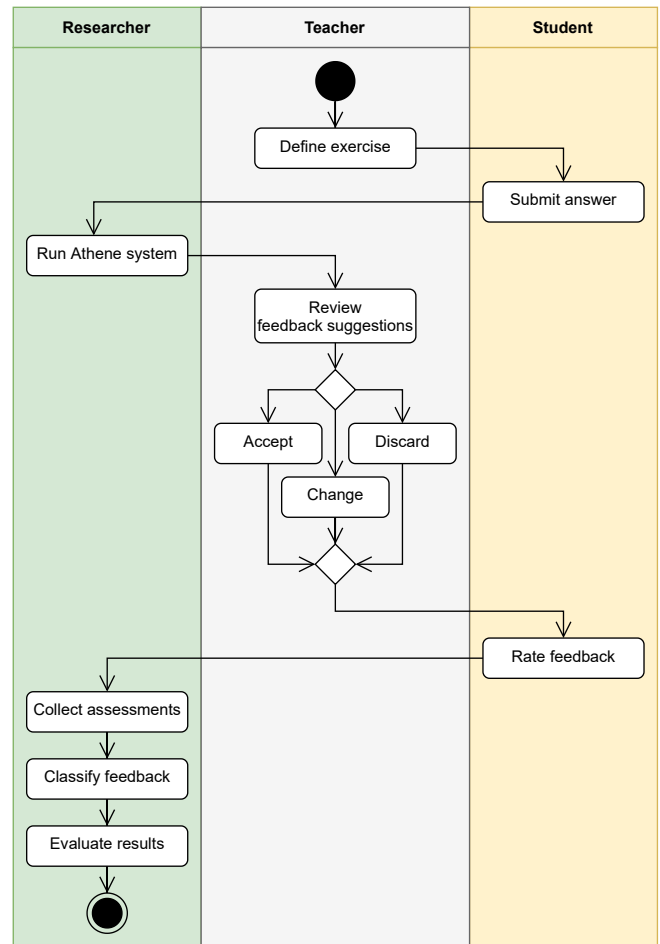 Researcher
Teacher
Student
Define exercise
Submit answer
Run Athene system
Review
feedback suggestions
Accept
Discard
Change
Rate feedback
Collect assessments
Classify feedback
Evaluate results